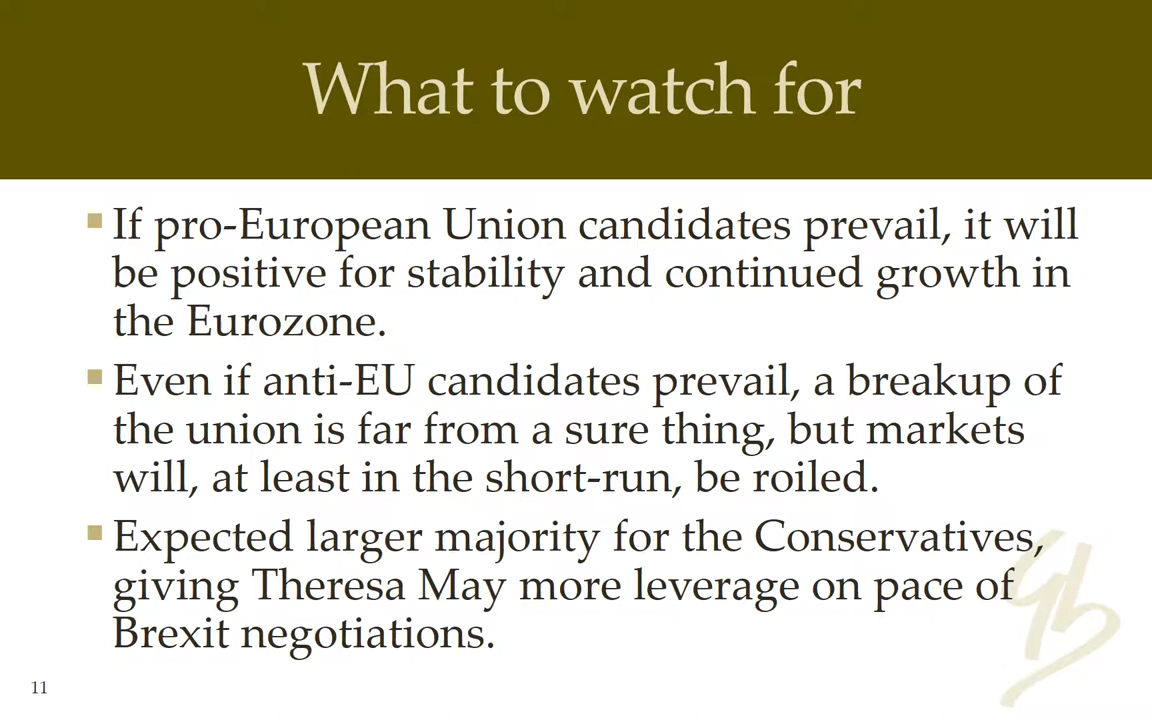 What to watch for
If pro-European Union candidates prevail, it will
be positive for stability and continued growth in
the Eurozone.
Even if anti-EU candidates prevail, a breakup of
the union is far from a sure thing, but markets
will, at least in the short-run, be roiled.
Expected larger majority for the Conservatives,
giving Theresa May more leverage on pace of
Brexit negotiations.
11